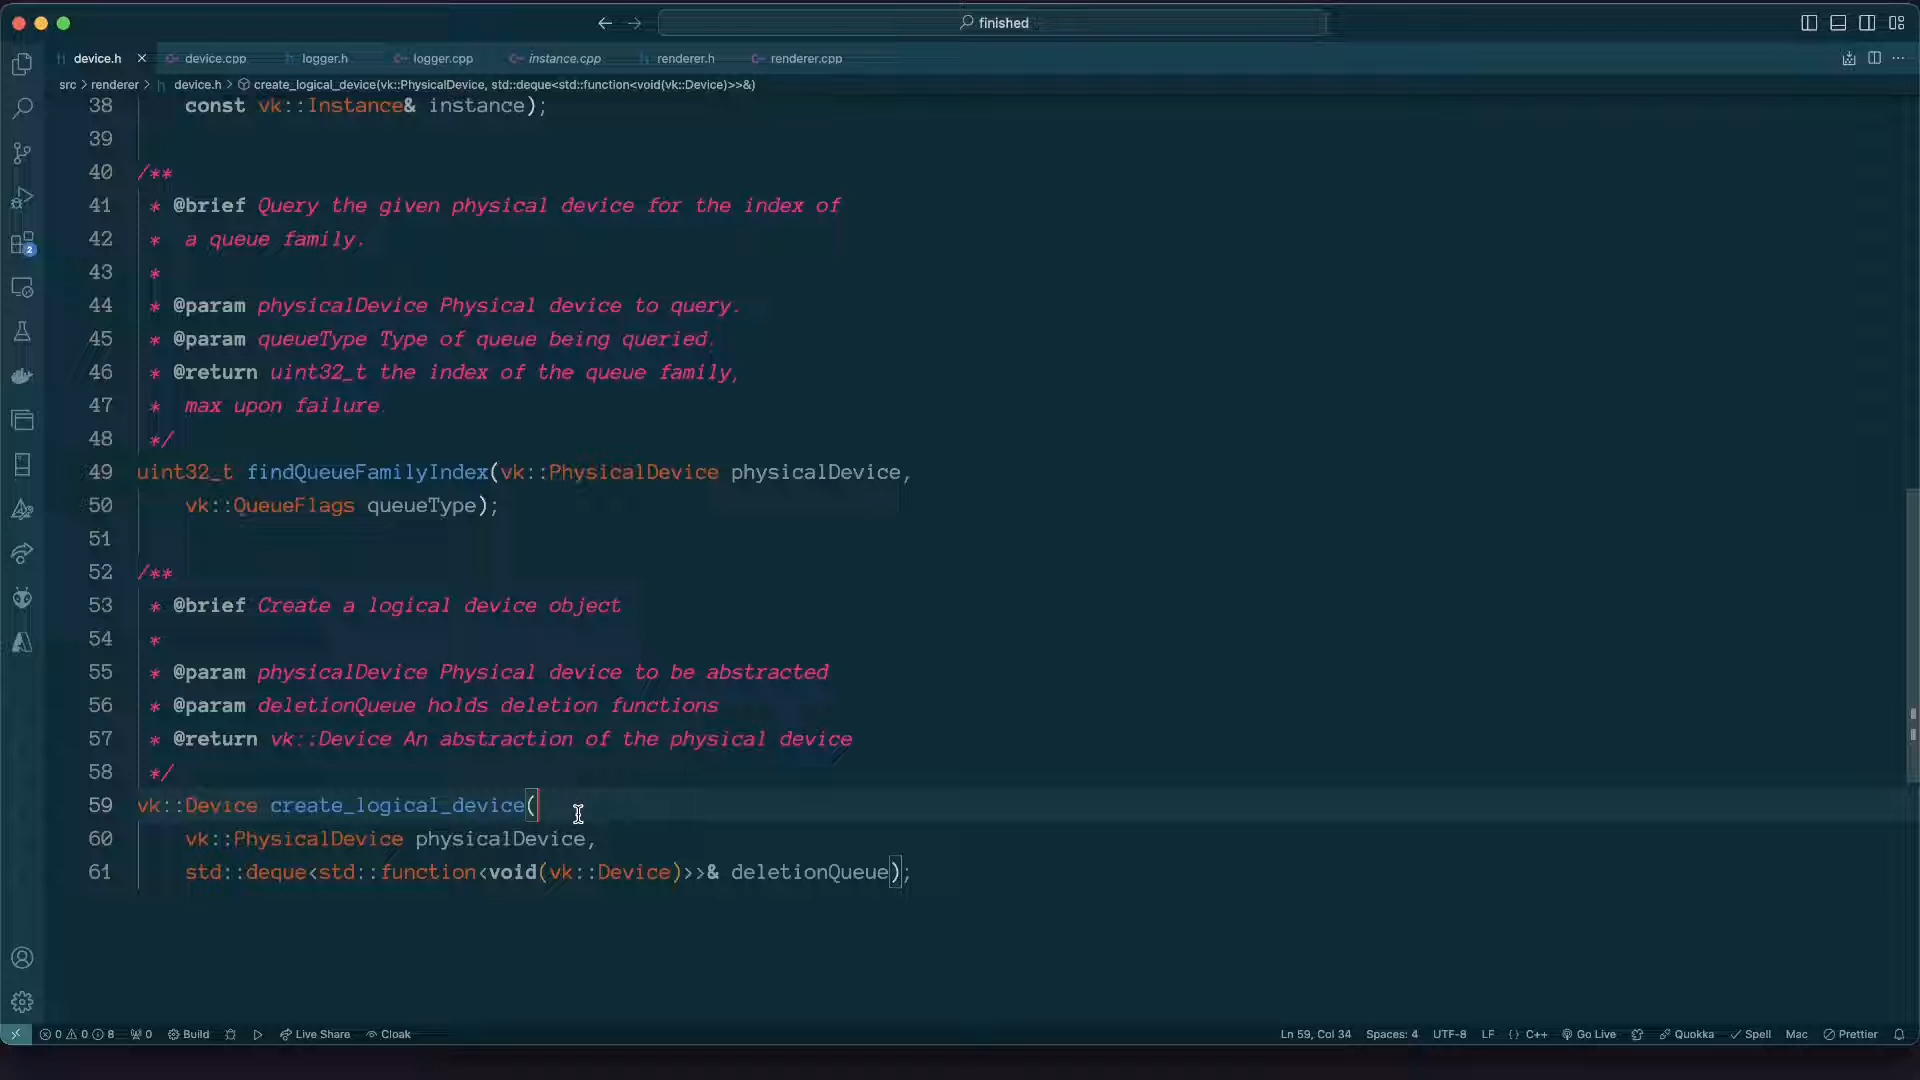 finished
device.h
device.cpp
logger.h
logger.cpp
instance.cpp
renderer.h
renderer.cpp
src > renderer > h device.h > create_logical_device(vk::PhysicalDevice, std::deque<std::function<void(vk::Device)>>&)
38 const vk::Instance& instance);
39
40 /**
41 * @brief Query the given physical device for the index of
42 * a queue family.
43 *
44 * @param physicalDevice Physical device to query.
45 * @param queueType Type of queue being queried.
46 * @return uint32_t the index of the queue family,
47 * max upon failure.
48 */
49 uint32_t findQueueFamilyIndex(vk::PhysicalDevice physicalDevice,
50 vk::QueueFlags queueType);
51
52 /**
53 * @brief Create a logical device object
54 *
55 * @param physicalDevice Physical device to be abstracted
56 * @param deletionQueue holds deletion functions
57 * @return vk::Device An abstraction of the physical device
58 */
59 vk::Device create_logical_device(
60 vk::PhysicalDevice physicalDevice,
61 std::deque<std::function<void(vk::Device)>>& deletionQueue);
2
0 0 8 0 Build Live Share Cloak Ln 59, Col 34 Spaces: 4 UTF-8 LF {} C++ Go Live Quokka Spell Mac Prettier